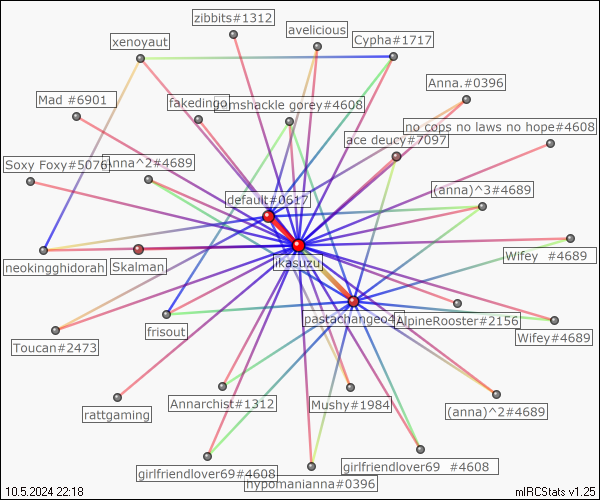 zibbits#1312
avelicious
xenoyaut
Cypha#1717
Anna.#0396
Mad #6901
fakedingo
gorey#4608
no cops no laws no hope#4608
ace deucy#7097
Soxy Foxy#5076
Anna^2#4689
(anna)^3#4689
default#0617
Wifey #4689
ikasuzu
neokingghidorah
Skalman
AlpineRooster#2156
frisout
Wifey#4689
Toucan#2473
Annarchist#1312
Mushy#1984
rattgaming
(anna)^2#4689
girlfriendlover69#4608
girlfriendlover69 #4608
hypomanianna#0396
10.5.2024 22:18
mIRCStats v1.25